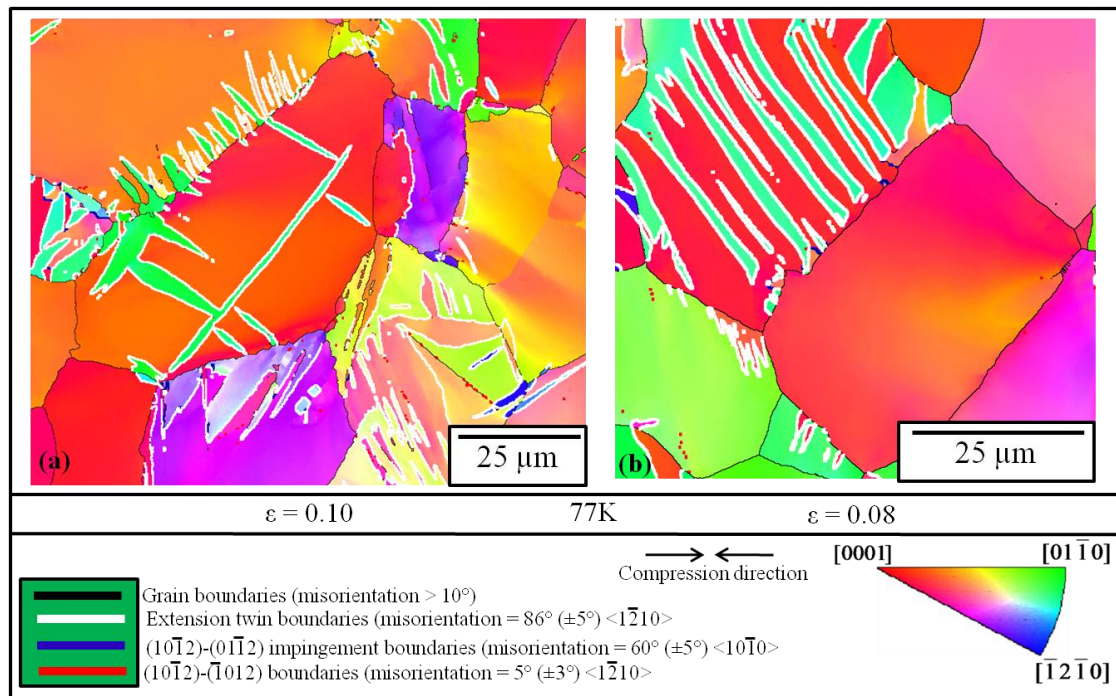 (a)
25 µm
(b)
25 µm
ε = 0.10 77K ε = 0.08
Compression direction
[0001] [011̅0]
[1̅21̅0]
Grain boundaries (misorientation > 10°)
Extension twin boundaries (misorientation = 86° (±5°) <12̅10>
(101̅2)-(011̅2) impingement boundaries (misorientation = 60° (±5°) <101̅0>
(101̅2)-(1̅012) boundaries (misorientation = 5° (±3°) <12̅10>